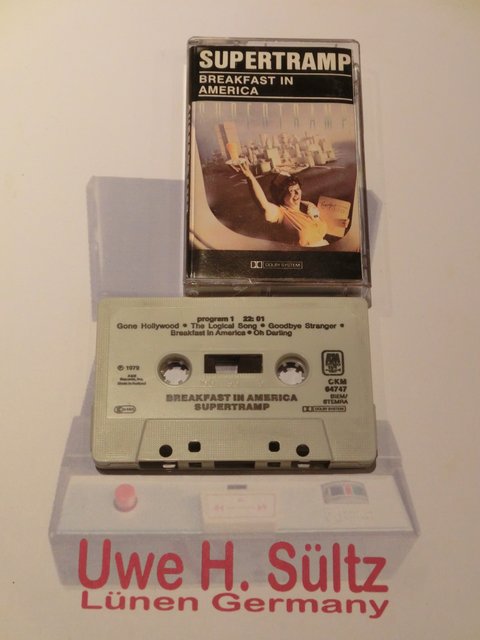 SUPERTRAMP
BREAKFAST IN
AMERICA
SUPERTRAMP
DOLBY SYSTEM
program 1 22: 01
Gone Hollywood • The Logical Song • Goodbye Stranger •
Breakfast in America • Oh Darling
℗ 1979
CKM
64747
BIEM/
STEMRA
BREAKFAST IN AMERICA
SUPERTRAMP
DOLBY SYSTEM
Uwe H. Sültz
Lünen Germany